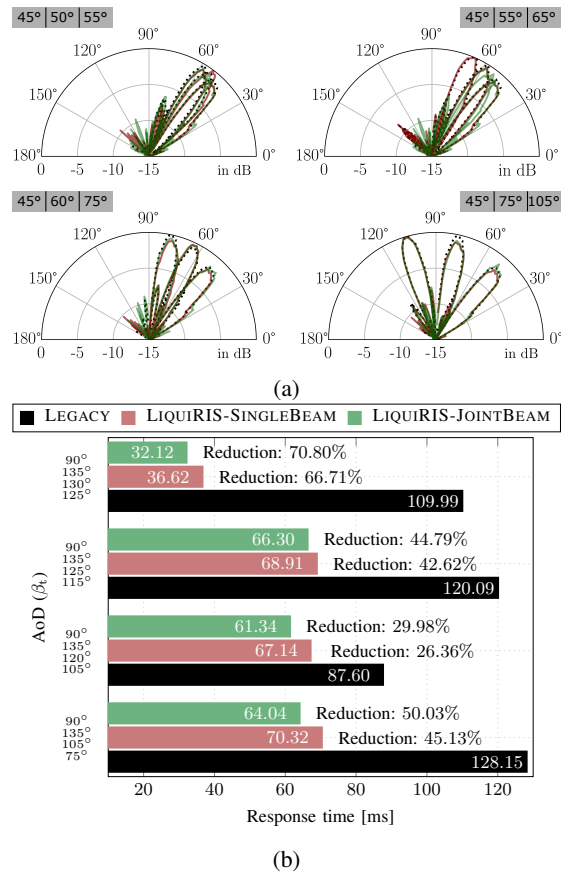 45° 50° 55°
45° 55° 65°
90°
120°
60°
150°
30°
180°
0°
0 -5 -10 -15 in dB
90°
120°
60°
150°
30°
180°
0°
0 -5 -10 -15 in dB
45° 60° 75°
45° 75° 105°
90°
120°
60°
150°
30°
180°
0°
0 -5 -10 -15 in dB
90°
120°
60°
150°
30°
180°
0°
0 -5 -10 -15 in dB
(a)
LEGACY LIQUIRIS-SINGLEBEAM LIQUIRIS-JOINTBEAM
AoD (βt)
90°
135°
130°
125°
32.12 Reduction: 70.80%
36.62 Reduction: 66.71%
109.99
90°
135°
125°
115°
66.30 Reduction: 44.79%
68.91 Reduction: 42.62%
120.09
90°
135°
120°
105°
61.34 Reduction: 29.98%
67.14 Reduction: 26.36%
87.60
90°
135°
105°
75°
64.04 Reduction: 50.03%
70.32 Reduction: 45.13%
128.15
20 40 60 80 100 120
Response time [ms]
(b)